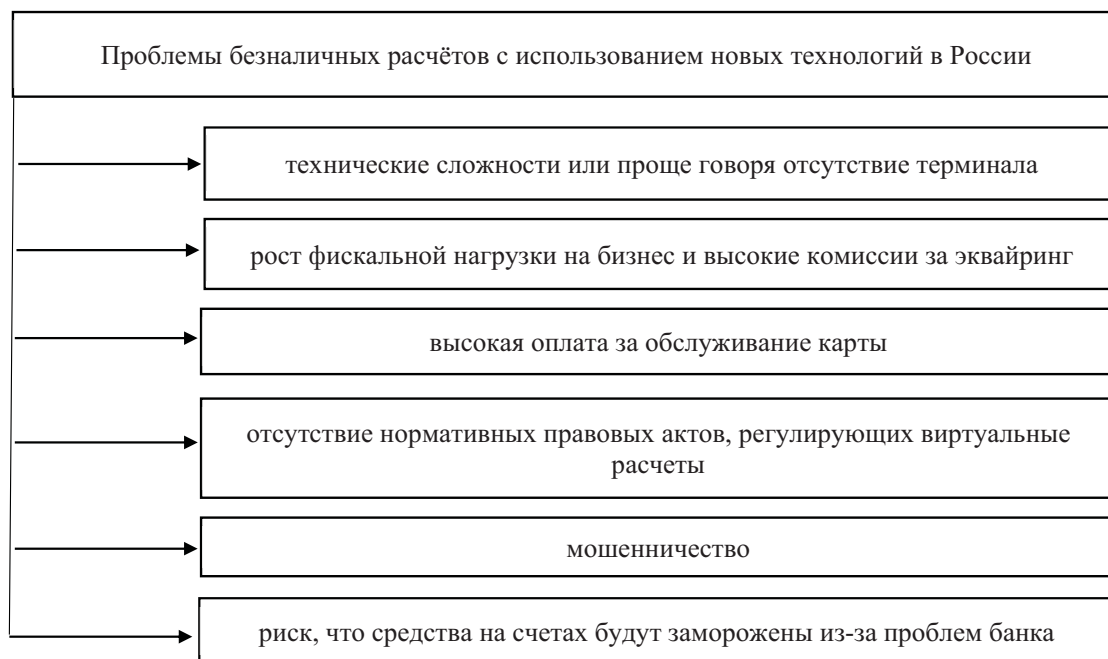 Проблемы безналичных расчётов с использованием новых технологий в России
технические сложности или проще говоря отсутствие терминала
рост фискальной нагрузки на бизнес и высокие комиссии за эквайринг
высокая оплата за обслуживание карты
отсутствие нормативных правовых актов, регулирующих виртуальные
расчеты
мошенничество
риск, что средства на счетах будут заморожены из-за проблем банка